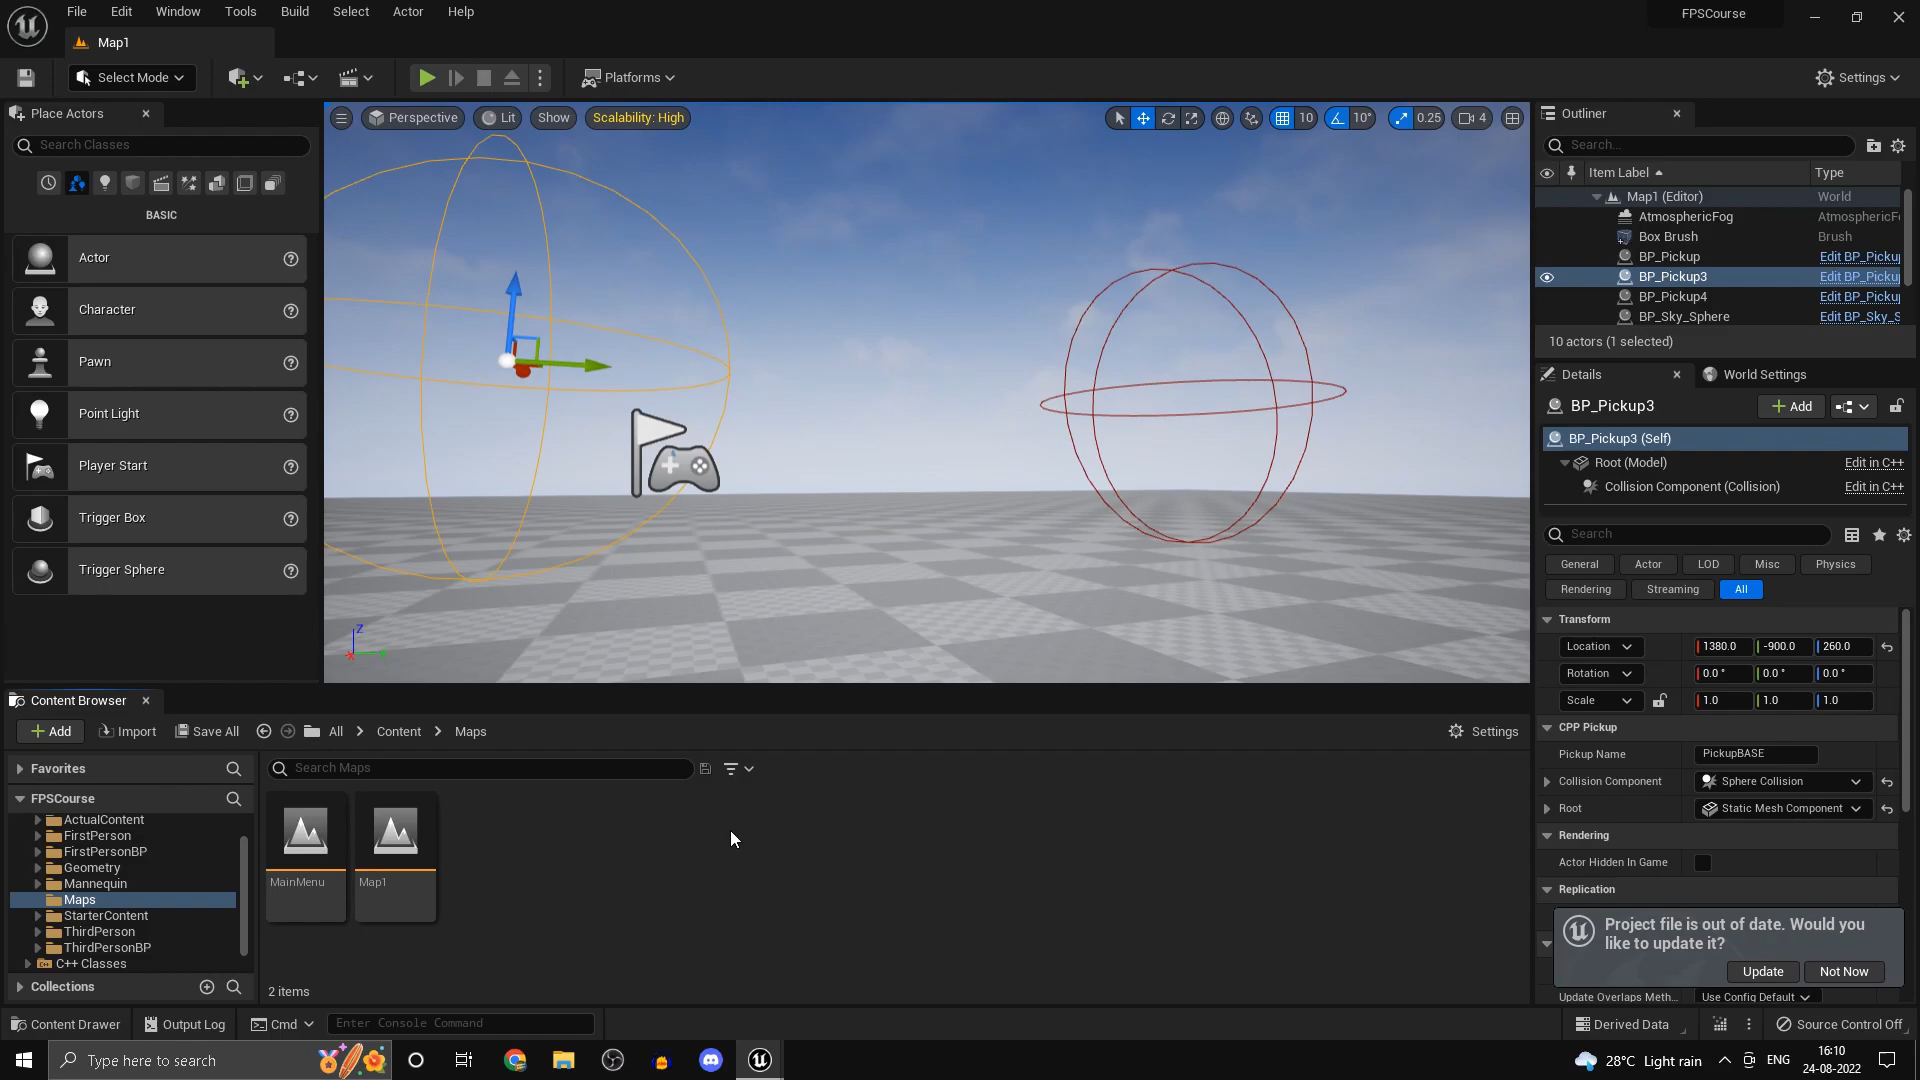 File Edit Window Tools Build Select Actor Help
FPSCourse
Map1
Select Mode
Platforms
Settings
Place Actors
Search Classes
BASIC
Actor
Character
Pawn
Point Light
Player Start
Trigger Box
Trigger Sphere
Perspective Lit Show Scalability: High
10 10° 0.25 4
Z
Outliner
Search...
Item Label Type
Map1 (Editor) World
AtmosphericFog AtmosphericFo
Box Brush Brush
BP_Pickup Edit BP_Pickup
BP_Pickup3 Edit BP_Pickup
BP_Pickup4 Edit BP_Pickup
BP_Sky_Sphere Edit BP_Sky_S
10 actors (1 selected)
Details World Settings
BP_Pickup3
Add
BP_Pickup3 (Self)
Root (Model) Edit in C++
Collision Component (Collision) Edit in C++
Search
General Actor LOD Misc Physics
Rendering Streaming All
Transform
Location 1380.0 -900.0 260.0
Rotation 0.0 ° 0.0 ° 0.0 °
Scale 1.0 1.0 1.0
CPP Pickup
Pickup Name PickupBASE
Collision Component Sphere Collision
Root Static Mesh Component
Rendering
Actor Hidden In Game
Replication
Project file is out of date. Would you
like to update it?
Update Not Now
Update Overlaps Meth... Use Config Default
Content Browser
Add Import Save All All Content Maps Settings
Favorites
Search Maps
FPSCourse
ActualContent
FirstPerson
FirstPersonBP
Geometry
Mannequin
Maps
StarterContent
ThirdPerson
ThirdPersonBP
C++ Classes
Collections
MainMenu Map1
2 items
Content Drawer Output Log Cmd Enter Console Command
Derived Data Source Control Off
Type here to search
28°C Light rain ENG
16:10
24-08-2022